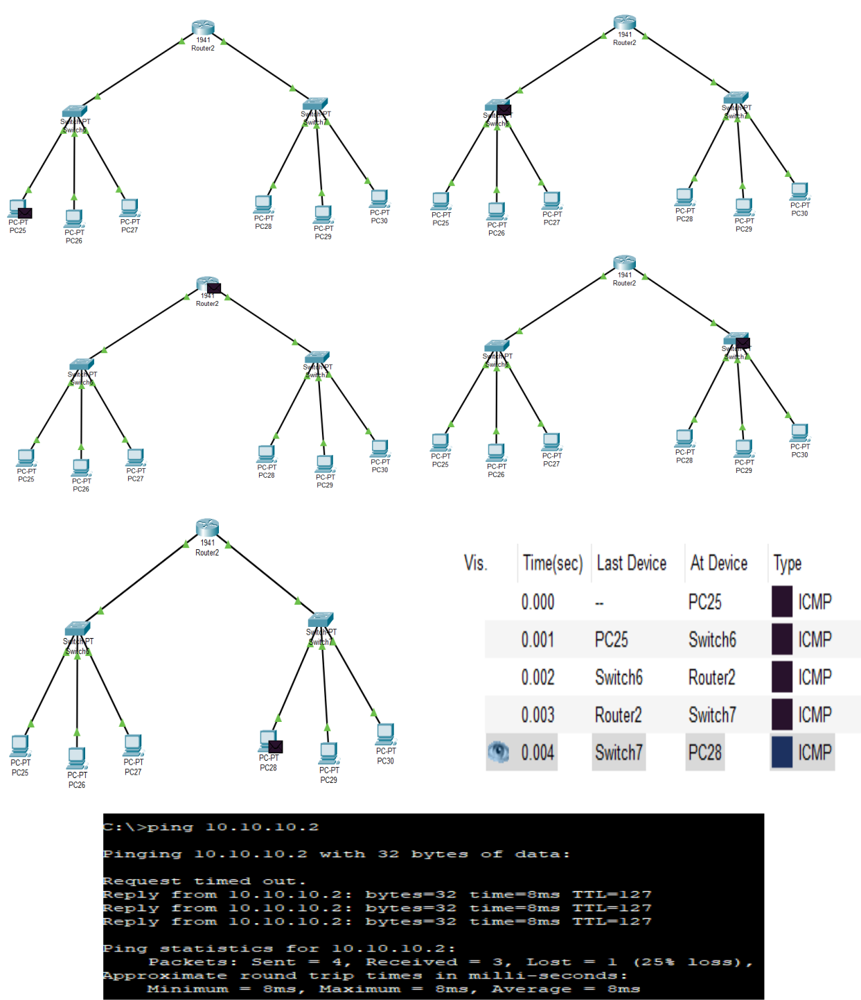 1941
Router2
Switch-PT
Switch6
Switch-PT
Switch7
PC-PT
PC25
PC-PT
PC26
PC-PT
PC27
PC-PT
PC28
PC-PT
PC29
PC-PT
PC30
1941
Router2
Switch-PT
Switch6
Switch-PT
Switch7
PC-PT
PC25
PC-PT
PC26
PC-PT
PC27
PC-PT
PC28
PC-PT
PC29
PC-PT
PC30
1941
Router2
Switch-PT
Switch6
Switch-PT
Switch7
PC-PT
PC25
PC-PT
PC26
PC-PT
PC27
PC-PT
PC28
PC-PT
PC29
PC-PT
PC30
1941
Router2
Switch-PT
Switch6
Switch-PT
Switch7
PC-PT
PC25
PC-PT
PC26
PC-PT
PC27
PC-PT
PC28
PC-PT
PC29
PC-PT
PC30
1941
Router2
Switch-PT
Switch6
Switch-PT
Switch7
PC-PT
PC25
PC-PT
PC26
PC-PT
PC27
PC-PT
PC28
PC-PT
PC29
PC-PT
PC30
Vis. Time(sec) Last Device At Device Type
0.000 -- PC25 ICMP
0.001 PC25 Switch6 ICMP
0.002 Switch6 Router2 ICMP
0.003 Router2 Switch7 ICMP
0.004 Switch7 PC28 ICMP
C:\>ping 10.10.10.2
Pinging 10.10.10.2 with 32 bytes of data:
Request timed out.
Reply from 10.10.10.2: bytes=32 time=8ms TTL=127
Reply from 10.10.10.2: bytes=32 time=8ms TTL=127
Reply from 10.10.10.2: bytes=32 time=8ms TTL=127
Ping statistics for 10.10.10.2:
Packets: Sent = 4, Received = 3, Lost = 1 (25% loss),
Approximate round trip times in milli-seconds:
Minimum = 8ms, Maximum = 8ms, Average = 8ms